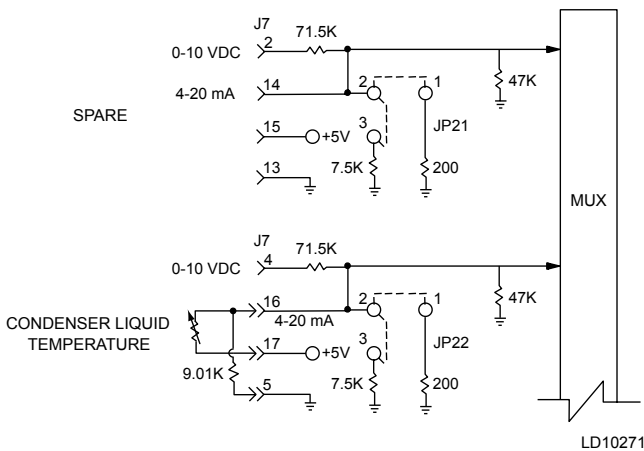 J7
0-10 VDC 2 71.5K
4-20 mA 14 2 1 47K
SPARE
15 +5V 3 JP21
13 7.5K 200
MUX
J7
0-10 VDC 4 71.5K
16 4-20 mA 2 1 47K
CONDENSER LIQUID
TEMPERATURE
17 +5V 3 JP22
9.01K 5 7.5K 200
LD10271